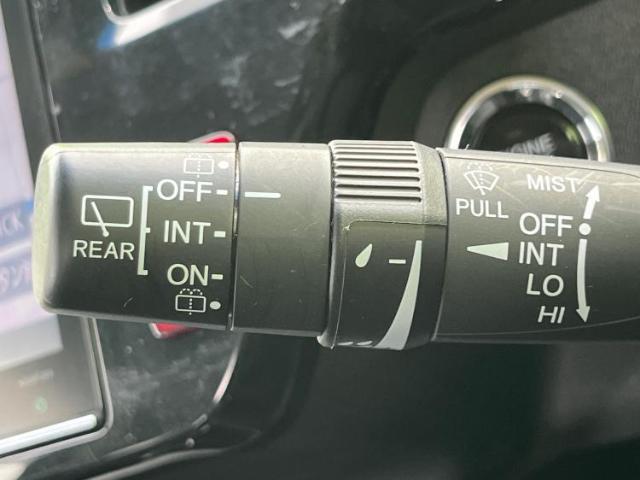 OFF
INT
ON
REAR
PULL
MIST
OFF
INT
LO
HI